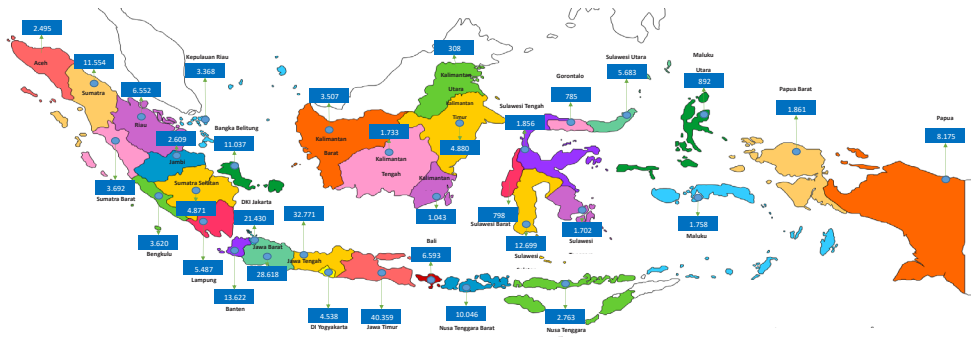 2.495
Aceh
11.554
Sumatra
6.552
Riau
Kepulauan Riau
3.368
2.609
Jambi
Bangka Belitung
11.037
3.692
Sumatra Barat
Sumatra Selatan
4.871
3.620
Bengkulu
5.487
Lampung
DKI Jakarta
21.430
13.622
Banten
Jawa Barat
28.618
32.771
Jawa Tengah
4.538
DI Yogyakarta
40.359
Jawa Timur
Bali
6.593
10.046
Nusa Tenggara Barat
2.763
Nusa Tenggara
308
Kalimantan
Utara
3.507
Kalimantan
Barat
1.733
Kalimantan
Tengah
Kalimantan
Timur
4.880
Kalimantan
1.043
Sulawesi Tengah
1.856
Gorontalo
785
Sulawesi Utara
5.683
798
Sulawesi Barat
12.699
Sulawesi
1.702
Sulawesi
Maluku
Utara
892
1.758
Maluku
Papua Barat
1.861
Papua
8.175